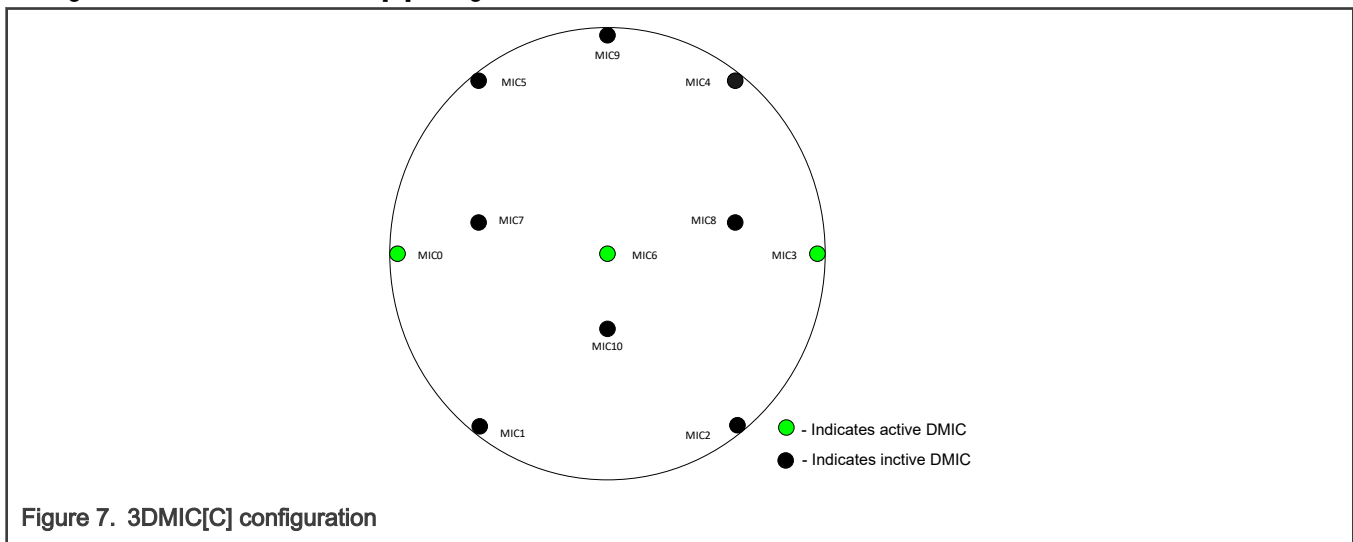 MIC9
MIC5
MIC4
MIC7
MIC8
MIC0
MIC6
MIC3
MIC10
MIC1
MIC2
- Indicates active DMIC
- Indicates inctive DMIC
Figure 7. 3DMIC[C] configuration